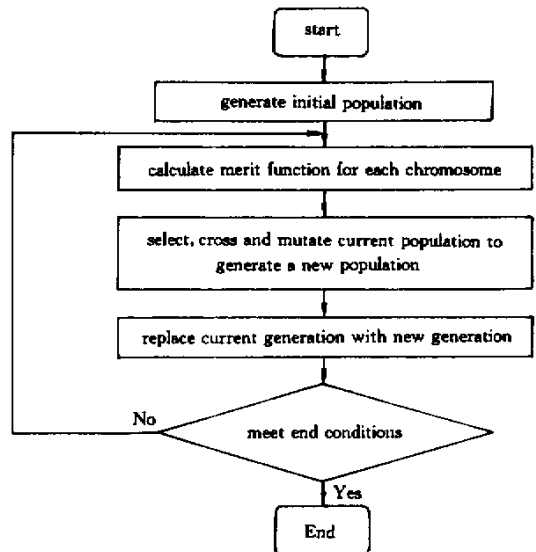 start
generate initial population
calculate merit function for each chromosome
select, cross and mutate current population to
generate a new population
replace current generation with new generation
meet end conditions
No
Yes
End